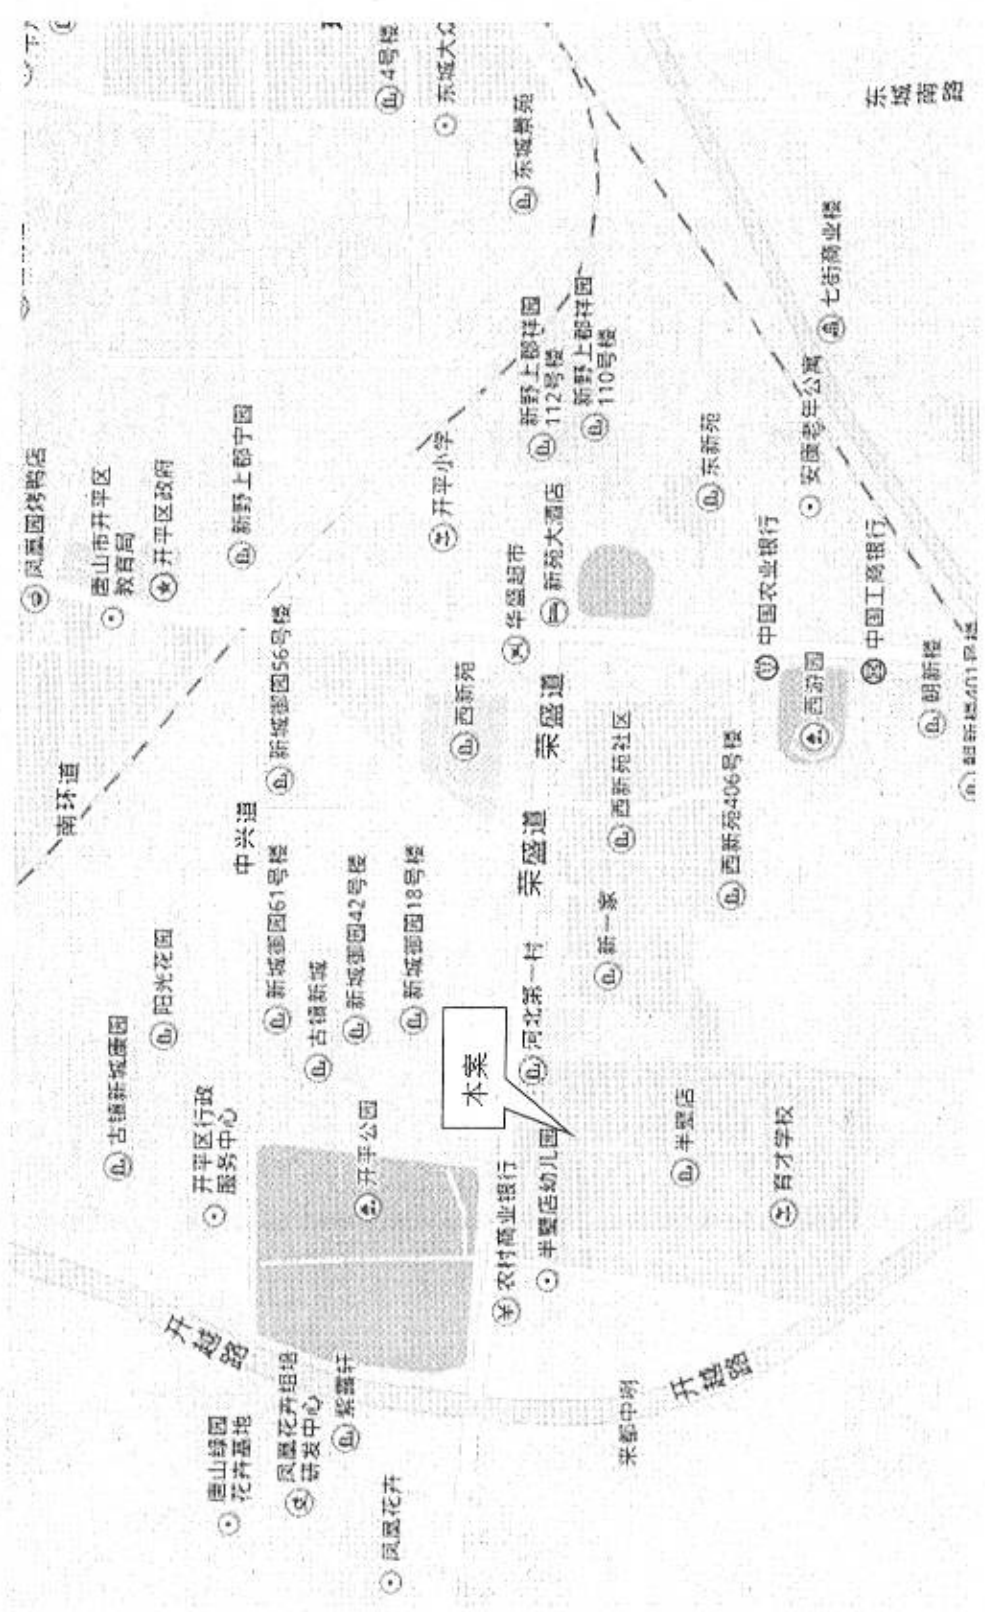 凤凰园烤鸭店
唐山市开平区
教育局
开平区政府
新野上郡宁园
4号楼
东城大众
东城景苑
东城南路
南环道
中兴道
新城御园56号楼
开平小学
新野上郡祥园
112号楼
新野上郡祥园
110号楼
七街商业楼
安康老年公寓
东新苑
新苑大酒店
华盛超市
中国农业银行
中国工商银行
西新苑
荣盛道
西新苑社区
西游园
朝新楼
朝新楼401号楼
荣盛道
西新苑406号楼
阳光花园
新城御园61号楼
古镇新城
新城御园42号楼
新城御园18号楼
河北第一村
新一家
古镇新城康园
开平区行政
服务中心
开平公园
本案
农村商业银行
半壁店幼儿园
半壁店
育才学校
开越路
开越路
唐山绿园
花卉基地
凤凰花卉组培
研发中心
紫馨轩
凤凰花卉